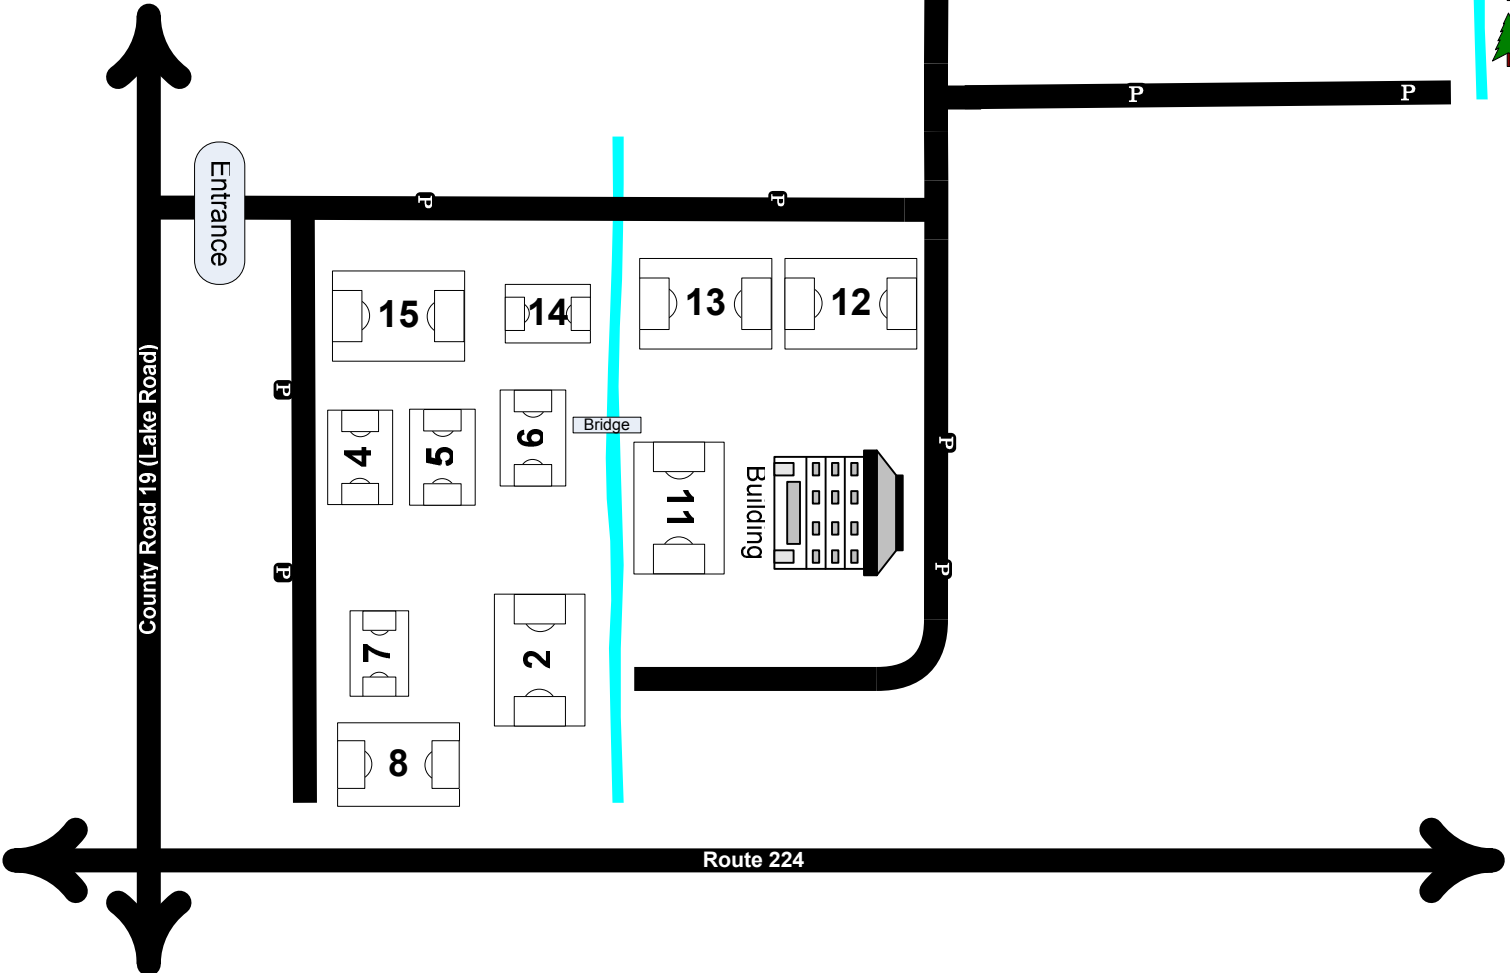 P
P
Entrance
P
P
15
14
13
12
County Road 19 (Lake Road)
P
4
5
6
Bridge
11
Building
P
P
P
7
2
8
Route 224